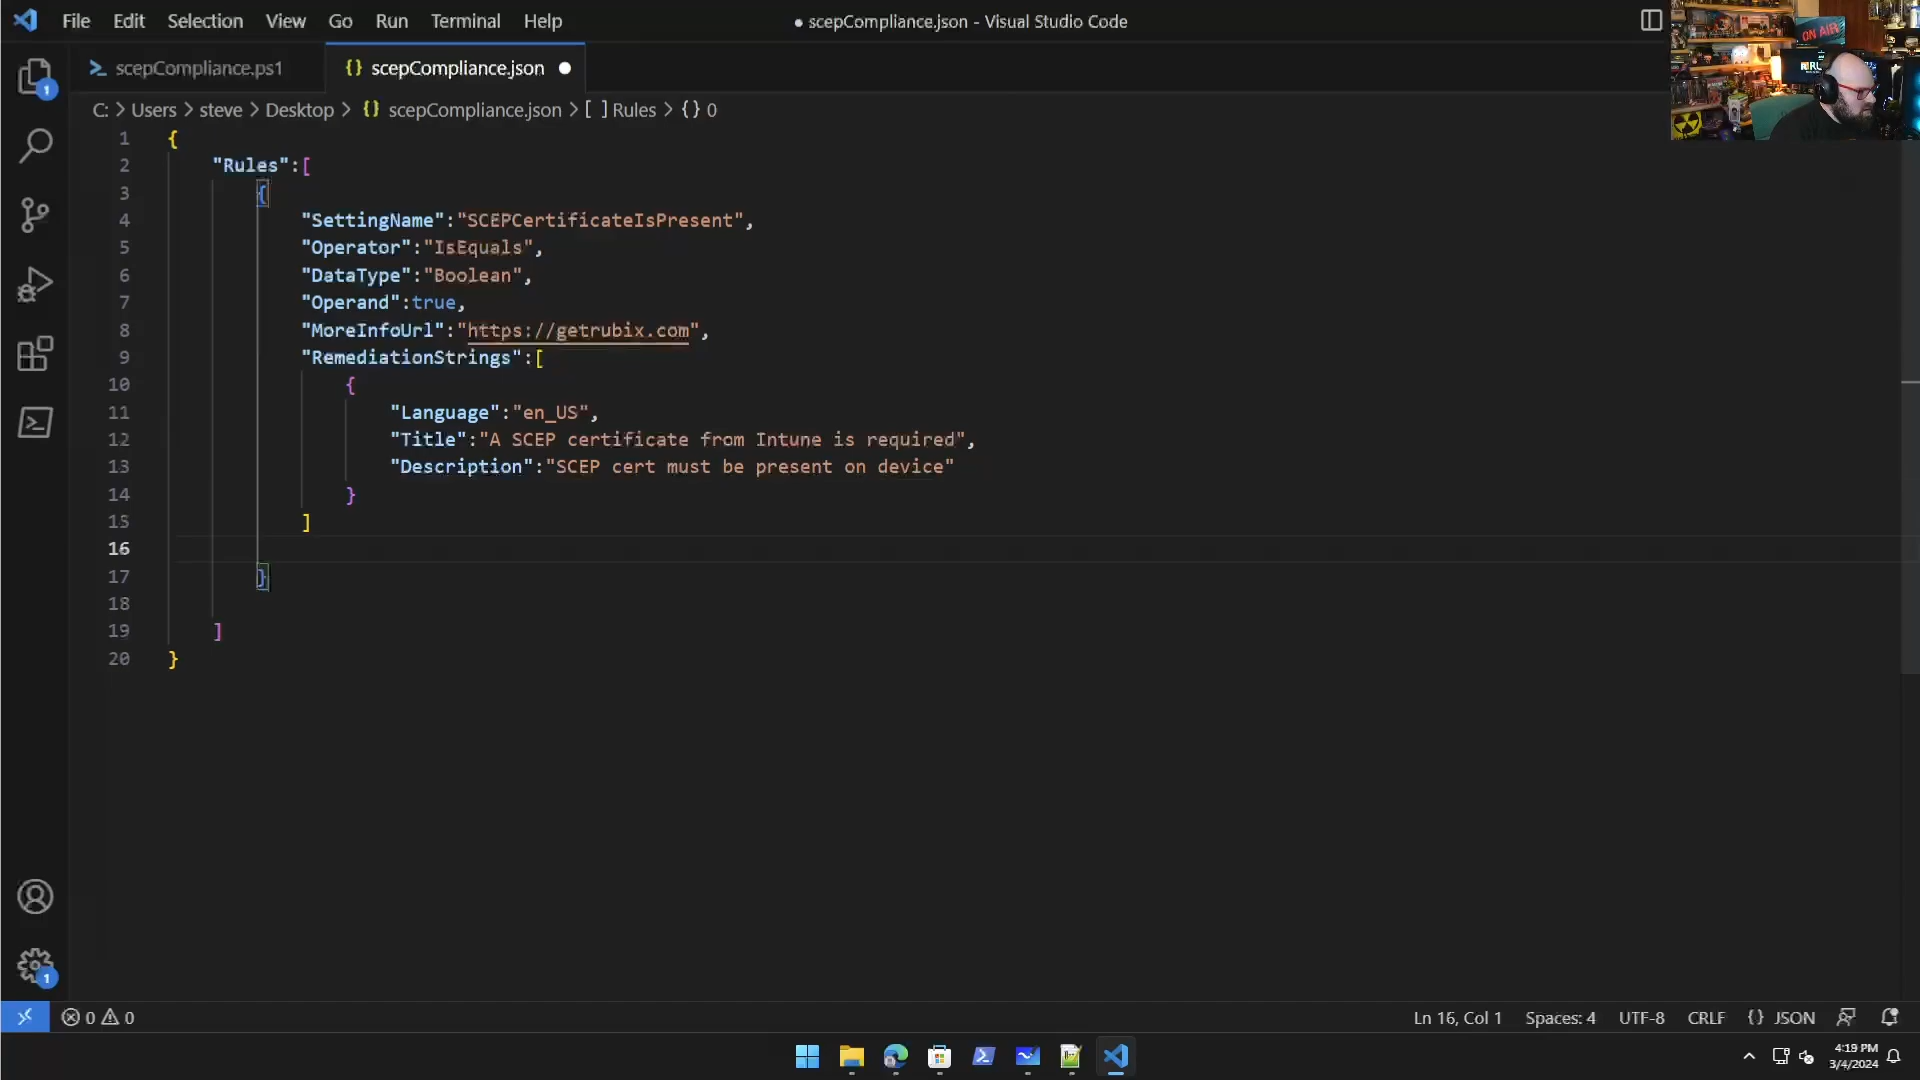 File Edit Selection View Go Run Terminal Help
● scepCompliance.json - Visual Studio Code
ON AIR
scepCompliance.ps1
{} scepCompliance.json ●
C: > Users > steve > Desktop > {} scepCompliance.json > [ ] Rules > {} 0
1 {
2 "Rules":[
3 {
4 "SettingName":"SCEPCertificateIsPresent",
5 "Operator":"IsEquals",
6 "DataType":"Boolean",
7 "Operand":true,
8 "MoreInfoUrl":"https://getrubix.com",
9 "RemediationStrings":[
10 {
11 "Language":"en_US",
12 "Title":"A SCEP certificate from Intune is required",
13 "Description":"SCEP cert must be present on device"
14 }
15 ]
16
17 }
18
19 ]
20 }
1
1
0 0
Ln 16, Col 1 Spaces: 4 UTF-8 CRLF {} JSON
4:19 PM
3/4/2024